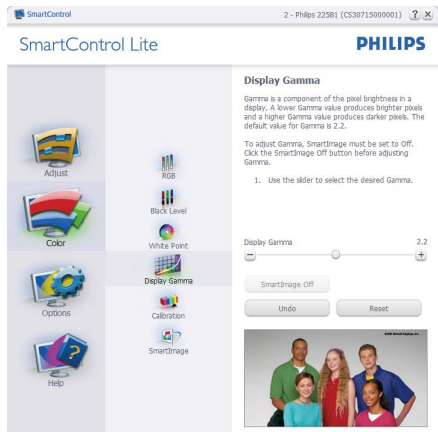 SmartControl
2 - Philips 225B1 (CS30715000001)
? X
SmartControl Lite
PHILIPS
Adjust
Color
Options
Help
RGB
Black Level
White Point
Display Gamma
Calibration
SmartImage
Display Gamma
Gamma is a component of the pixel brightness in a
display. A lower Gamma value produces brighter pixels
and a higher Gamma value produces darker pixels. The
default value for Gamma is 2.2.
To adjust Gamma, SmartImage must be set to Off.
Click the SmartImage Off button before adjusting
Gamma.
1. Use the slider to select the desired Gamma.
Display Gamma 2.2
SmartImage Off
Undo Reset